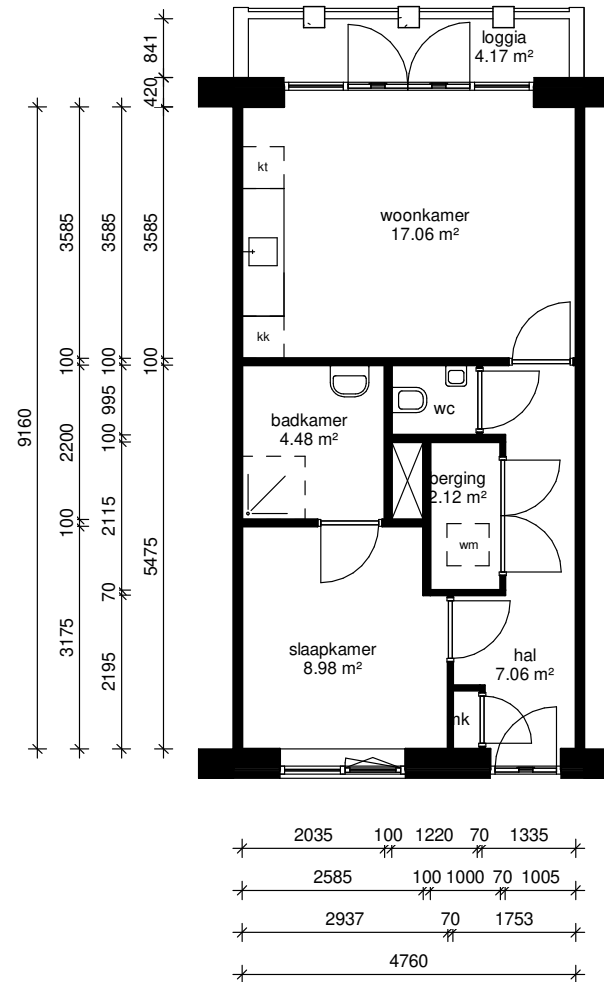 loggia
4.17 m²
841
420
kt
woonkamer
17.06 m²
kk
3585
3585
3585
100
100
100
995
2200
100
9160
badkamer
4.48 m²
wc
berging
2.12 m²
wm
100
2115
5475
70
3175
2195
slaapkamer
8.98 m²
hal
7.06 m²
mk
2035 100 1220 70 1335
2585 100 1000 70 1005
2937 70 1753
4760